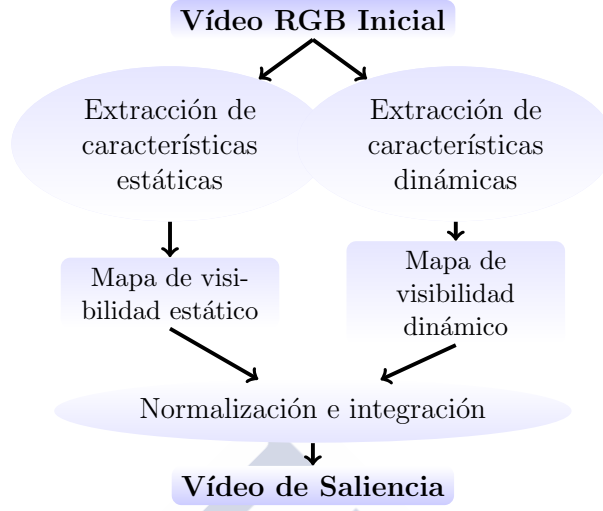 Vídeo RGB Inicial
Extracción de
características
estáticas
Extracción de
características
dinámicas
Mapa de visi-
bilidad estático
Mapa de
visibilidad
dinámico
Normalización e integración
Vídeo de Saliencia